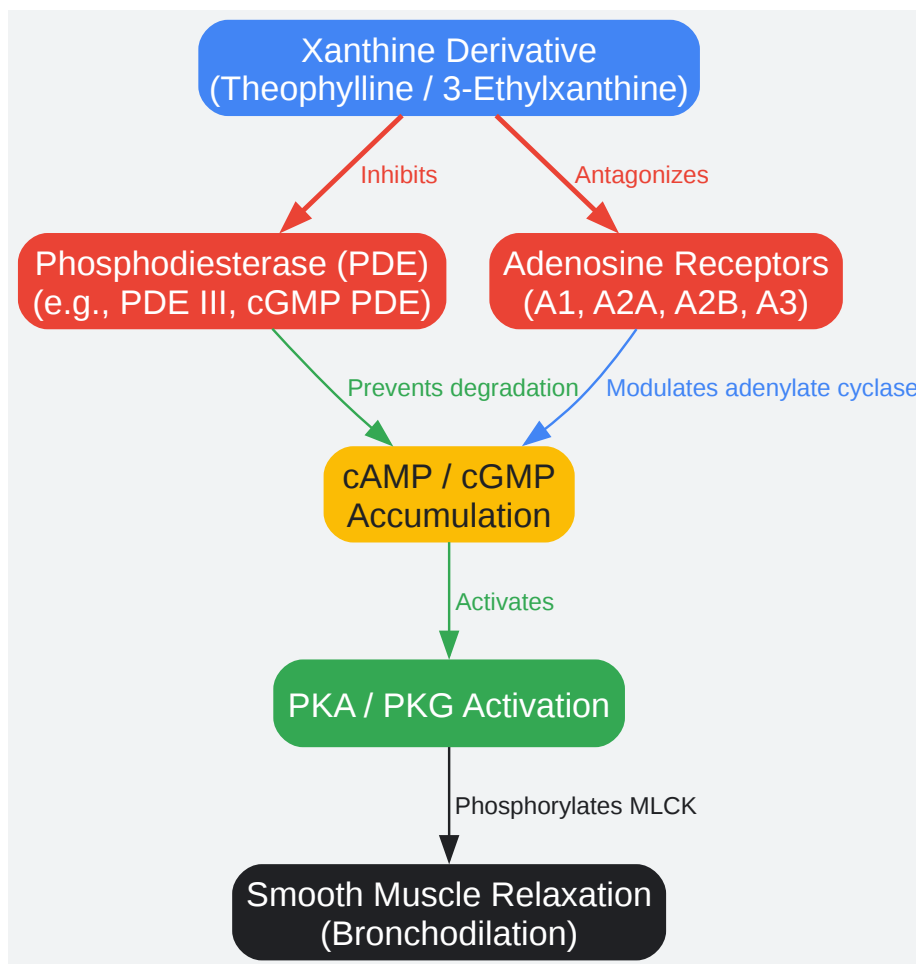 Xanthine Derivative
(Theophylline / 3-Ethylxanthine)
Inhibits
Antagonizes
Phosphodiesterase (PDE)
(e.g., PDE III, cGMP PDE)
Adenosine Receptors
(A1, A2A, A2B, A3)
Prevents degradation
Modulates adenylate cyclase
cAMP / cGMP
Accumulation
Activates
PKA / PKG Activation
Phosphorylates MLCK
Smooth Muscle Relaxation
(Bronchodilation)